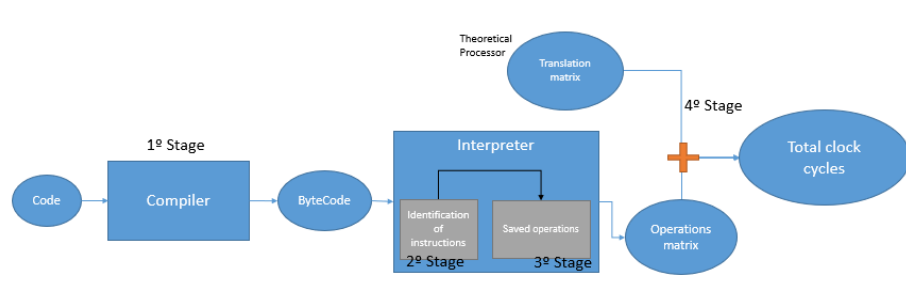 Theoretical
Processor
Translation
matrix
4º Stage
1º Stage
Interpreter
Total clock
cycles
Code
Compiler
ByteCode
Identification
of
instructions
Saved operations
Operations
matrix
2º Stage
3º Stage